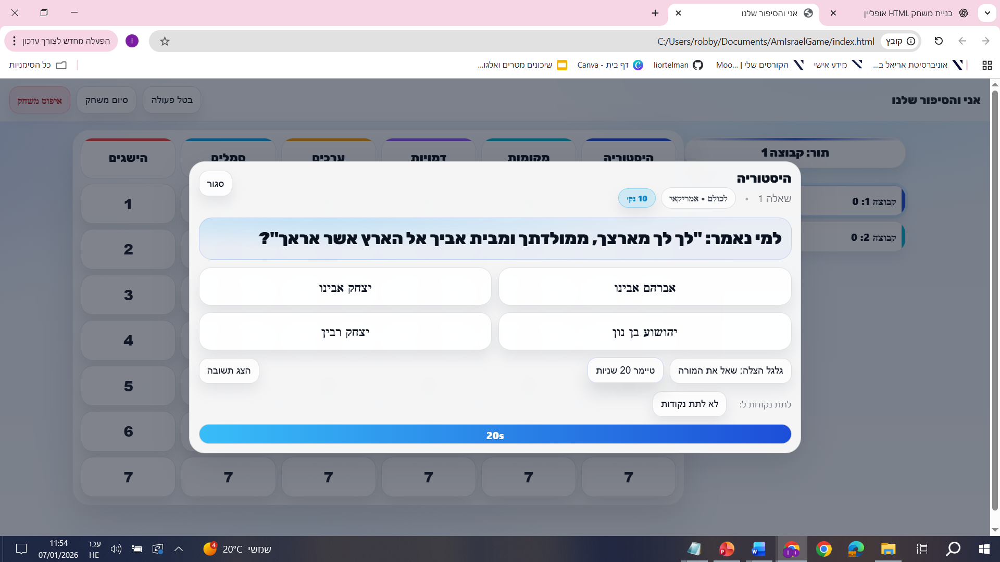 בניית משחק HTML אופליין
אני והסיפור שלנו
C:/Users/robby/Documents/AmIsraelGame/index.html
קובץ
הפעלה מחדש לצורך עדכון
I
אוניברסיטת אריאל ב...
מידע אישי
הקורסים שלי | Moo...
liortelman
דף בית - Canva
שיכונים מטרים ואלגו...
כל הסימניות
אני והסיפור שלנו
בטל פעולה
סיום משחק
איפוס משחק
תור: קבוצה 1
קבוצה 1: 0
קבוצה 2: 0
היסטוריה
מקומות
דמויות
ערכים
סמלים
הישגים
1
2
3
4
5
6
7 7 7 7 7 7
היסטוריה
סגור
שאלה 1 • לכולם • אמריקאי 10 נק׳
למי נאמר: "לך לך מארצך, ממולדתך ומבית אביך אל הארץ אשר אראך"?
אברהם אבינו
יצחק אבינו
יהושוע בן נון
יצחק רבין
גלגל הצלה: שאל את המורה
טיימר 20 שניות
הצג תשובה
לתת נקודות ל:
לא לתת נקודות
20s
20°C שמשי
4
עבר
HE
11:54
07/01/2026